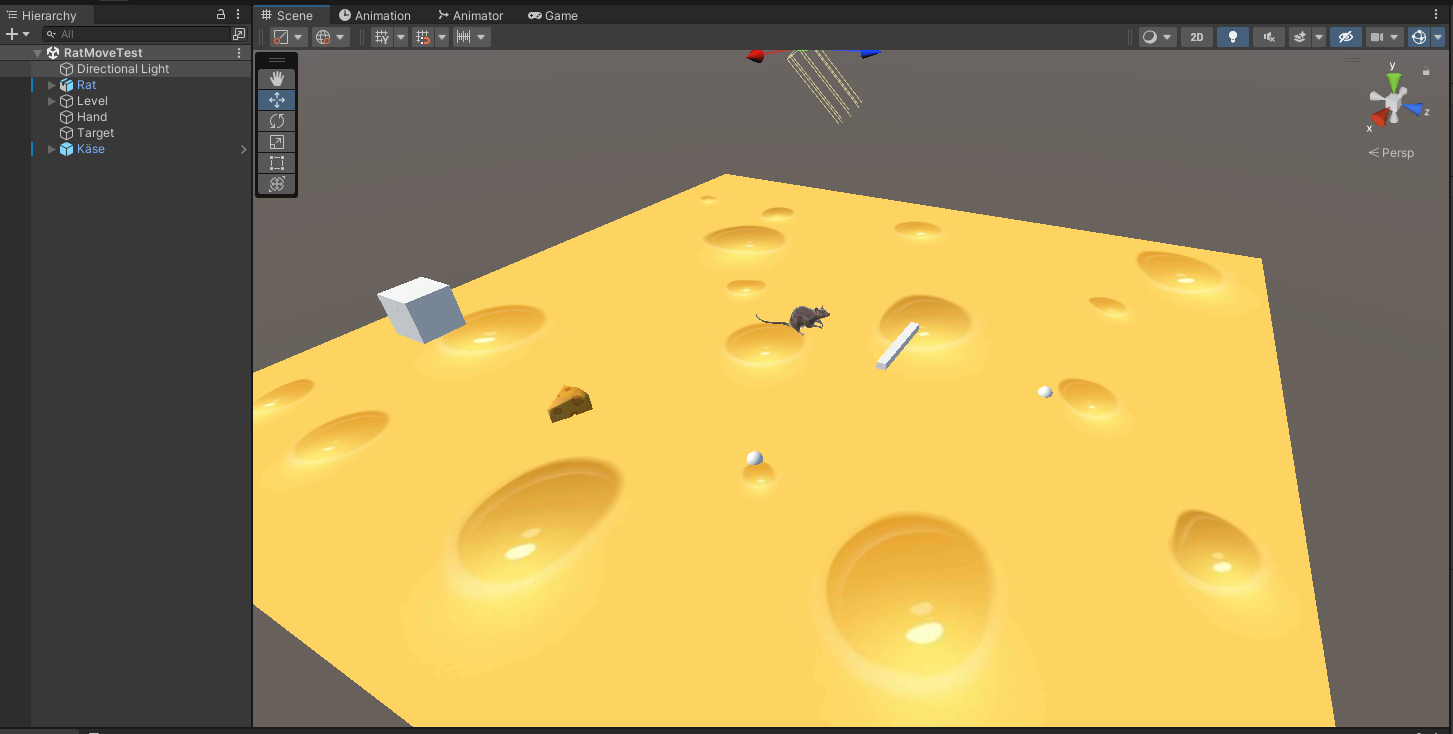 Hierarchy
Scene
Animation
Animator
Game
All
2D
RatMoveTest
Directional Light
Rat
Level
Hand
Target
Käse
y
z
x
Persp